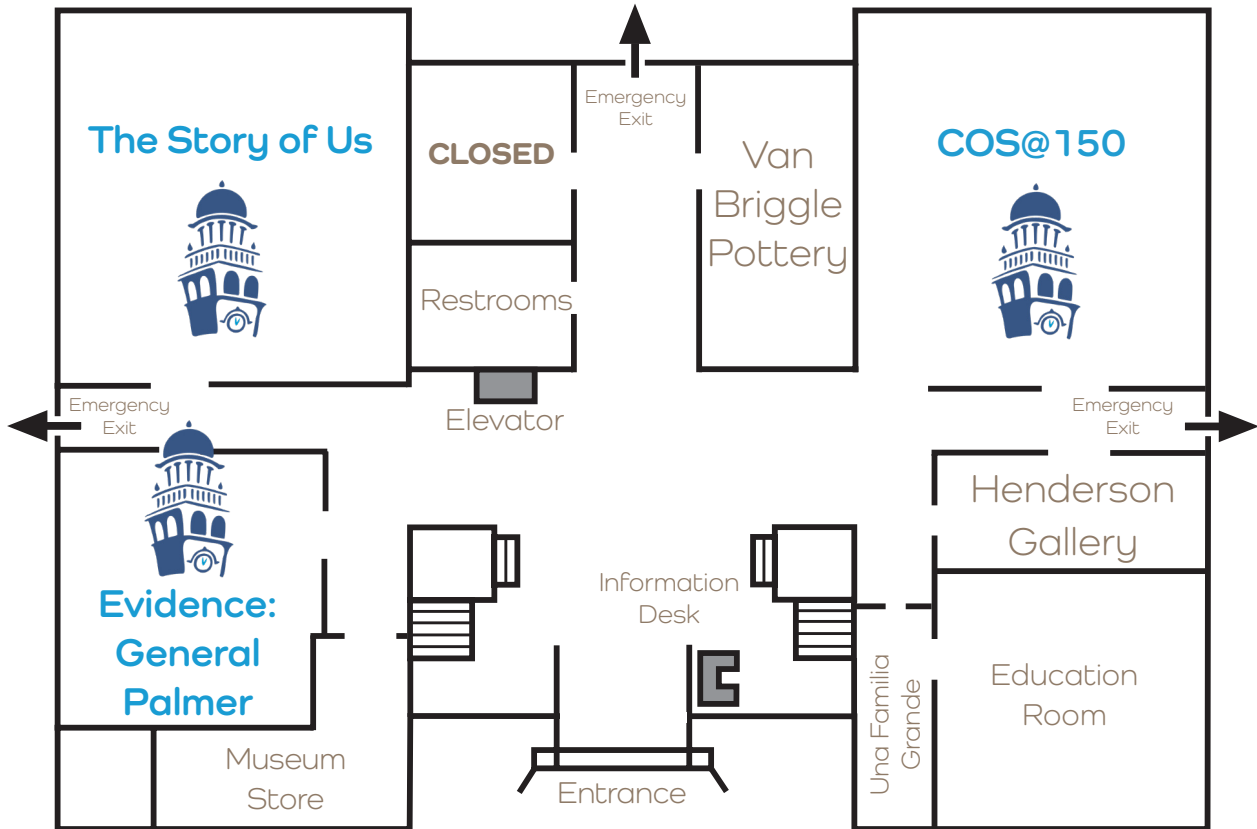 Emergency
Exit
The Story of Us
CLOSED
Van
Briggle
Pottery
COS@150
Restrooms
Elevator
Emergency
Exit
Emergency
Exit
Henderson
Gallery
Evidence:
General
Palmer
Information
Desk
Una Familia
Grande
Education
Room
Museum
Store
Entrance